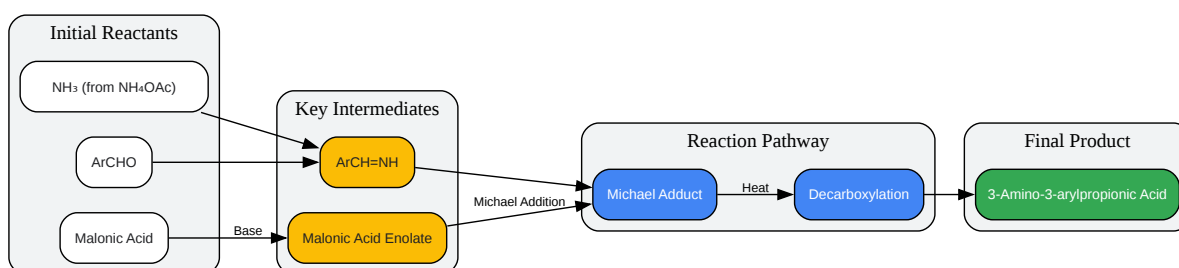 Initial Reactants
NH₃ (from NH₄OAc)
ArCHO
Malonic Acid
Base
Key Intermediates
ArCH=NH
Malonic Acid Enolate
Michael Addition
Reaction Pathway
Michael Adduct
Heat
Decarboxylation
Final Product
3-Amino-3-arylpropionic Acid